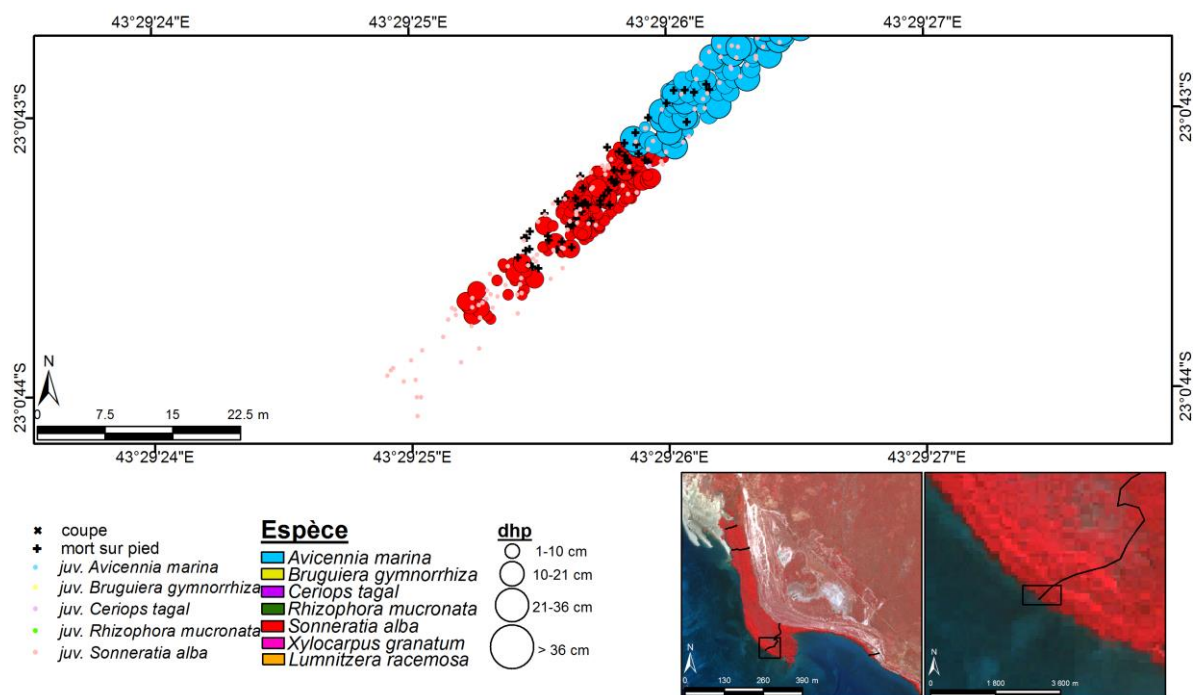 43°29'24"E 43°29'25"E 43°29'26"E 43°29'27"E
23°0'43"S 23°0'43"S
23°0'44"S 23°0'44"S
N
0 7.5 15 22.5 m
43°29'24"E 43°29'25"E 43°29'26"E 43°29'27"E
coupe
mort sur pied
juv. Avicennia marina
juv. Bruguiera gymnorrhiza
juv. Ceriops tagal
juv. Rhizophora mucronata
juv. Sonneratia alba
Espèce
Avicennia marina
Bruguiera gymnorrhiza
Ceriops tagal
Rhizophora mucronata
Sonneratia alba
Xylocarpus granatum
Lumnitzera racemosa
dhp
1-10 cm
10-21 cm
21-36 cm
> 36 cm
N
0 130 260 390 m
N
0 1 800 3 600 m